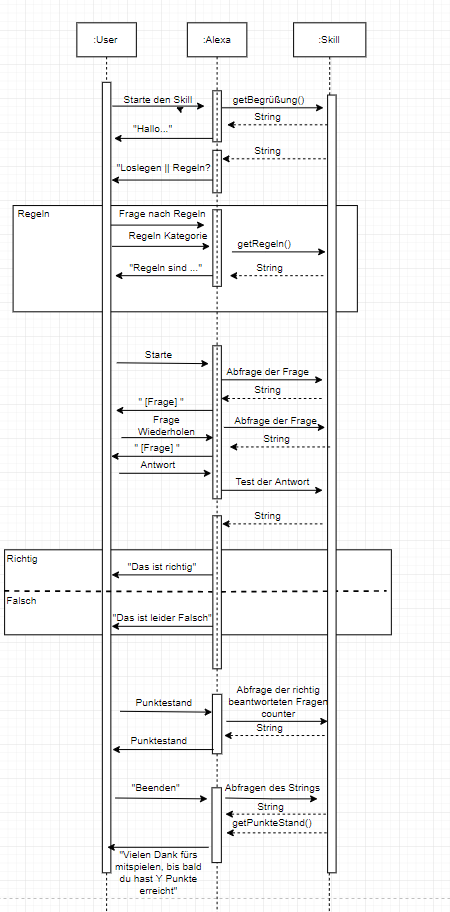 :User
:Alexa
:Skill
Starte den Skill
getBegrüßung()
String
"Hallo..."
String
"Loslegen || Regeln?
Regeln
Frage nach Regeln
Regeln Kategorie
getRegeln()
"Regeln sind ..."
String
Starte
Abfrage der Frage
String
" [Frage] "
Frage
Wiederholen
Abfrage der Frage
String
" [Frage] "
Antwort
Test der Antwort
String
Richtig
"Das ist richtig"
Falsch
"Das ist leider Falsch"
Punktestand
Abfrage der richtig
beantworteten Fragen
counter
String
Punktestand
"Beenden"
Abfragen des Strings
String
getPunkteStand()
"Vielen Dank fürs
mitspielen, bis bald
du hast Y Punkte
erreicht"